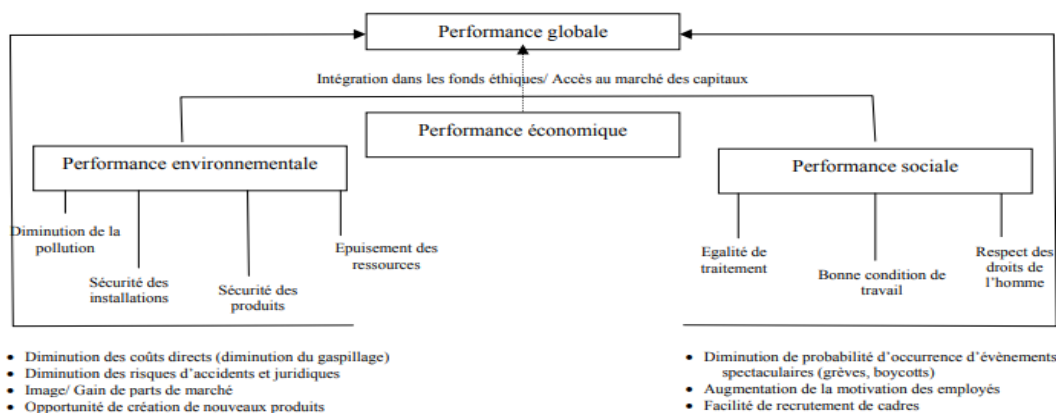 Performance globale
Intégration dans les fonds éthiques/ Accès au marché des capitaux
Performance économique
Performance environnementale
Performance sociale
Diminution de la
pollution
Sécurité des
installations
Sécurité des
produits
Epuisement des
ressources
Egalité de
traitement
Bonne condition de
travail
Respect des
droits de
l'homme
• Diminution des coûts directs (diminution du gaspillage)
• Diminution des risques d'accidents et juridiques
• Image/ Gain de parts de marché
• Opportunité de création de nouveaux produits
• Diminution de probabilité d'occurrence d'évènements
spectaculaires (grèves, boycotts)
• Augmentation de la motivation des employés
• Facilité de recrutement de cadres